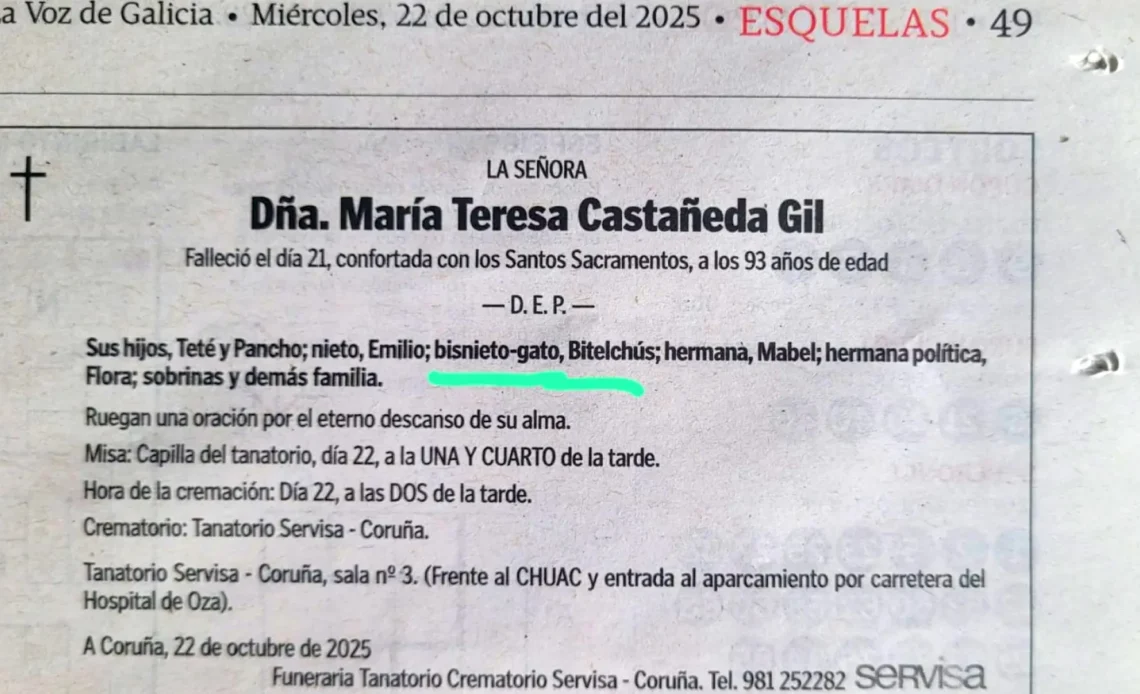 a Voz de Galicia • Miércoles, 22 de octubre del 2025 • ESQUELAS • 49
LA SEÑORA
Dña. María Teresa Castañeda Gil
Falleció el día 21, confortada con los Santos Sacramentos, a los 93 años de edad
— D. E. P. —
Sus hijos, Teté y Pancho; nieto, Emilio; bisnieto-gato, Bitelchús; hermana, Mabel; hermana política,
Flora; sobrinas y demás familia.
Ruegan una oración por el eterno descanso de su alma.
Misa: Capilla del tanatorio, día 22, a la UNA Y CUARTO de la tarde.
Hora de la cremación: Día 22, a las DOS de la tarde.
Crematorio: Tanatorio Servisa - Coruña.
Tanatorio Servisa - Coruña, sala nº 3. (Frente al CHUAC y entrada al aparcamiento por carretera del
Hospital de Oza).
A Coruña, 22 de octubre de 2025
Funeraria Tanatorio Crematorio Servisa - Coruña. Tel. 981 252282 servisa